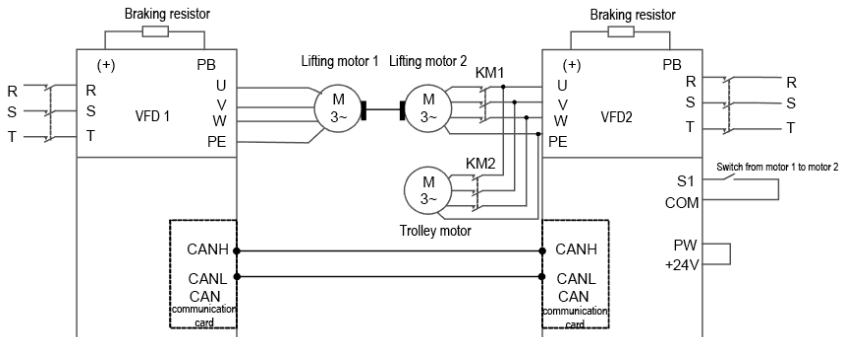 Braking resistor
Braking resistor
(+) PB
Lifting motor 1 Lifting motor 2
(+) PB
KM1
R R U
S S V
T T W
PE
VFD 1
M
3~
M
3~
U R R
V S S
W T T
PE
VFD2
KM2
M
3~
Trolley motor
S1 Switch from motor 1 to motor 2
COM
PW
+24V
CANH
CANL
CAN
communication
card
CANH
CANL
CAN
communication
card